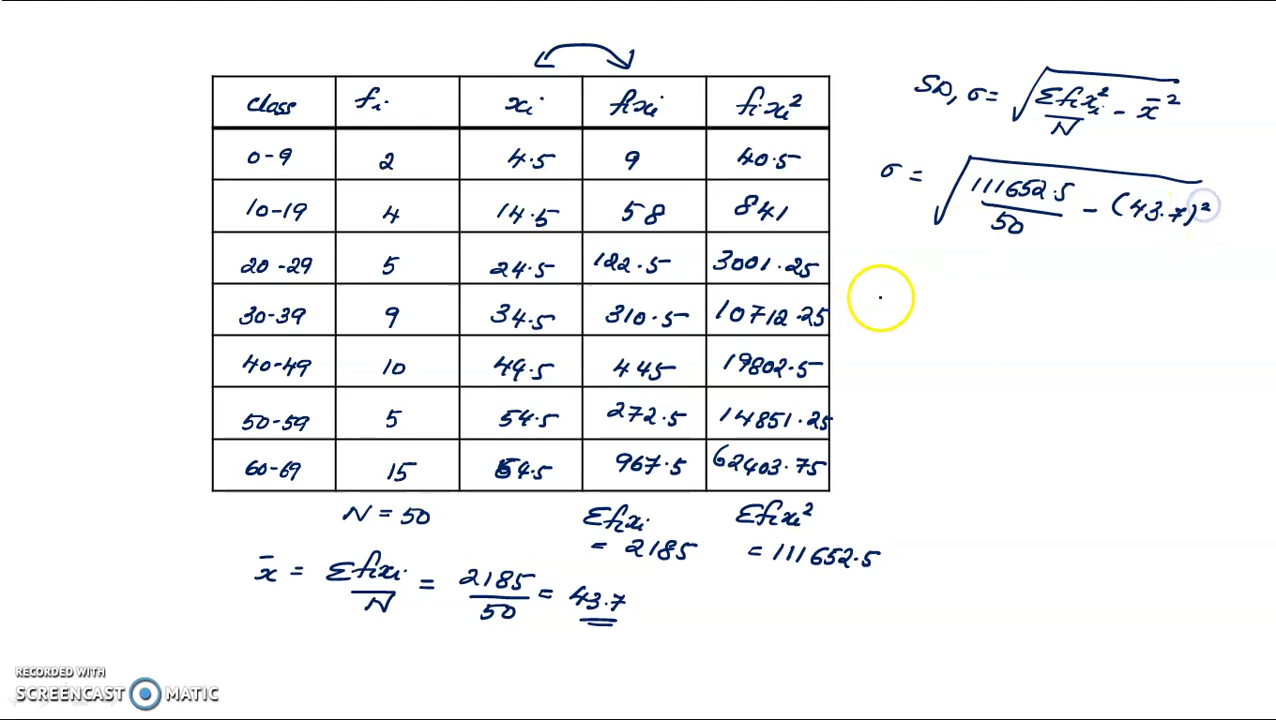 class fi xi fixi fixi²
0-9 2 4.5 9 40.5
10-19 4 14.5 58 841
20-29 5 24.5 122.5 3001.25
30-39 9 34.5 310.5 10712.25
40-49 10 44.5 445 19802.5
50-59 5 54.5 272.5 14851.25
60-69 15 64.5 967.5 62403.75
N = 50 Σfixi = 2185 Σfixi² = 111652.5
x̄ = Σfixi/N = 2185/50 = 43.7
SD, σ = √(Σfixi²/N - x̄²)
σ = √(111652.5/50 - (43.7)²)
RECORDED WITH
SCREENCAST MATIC